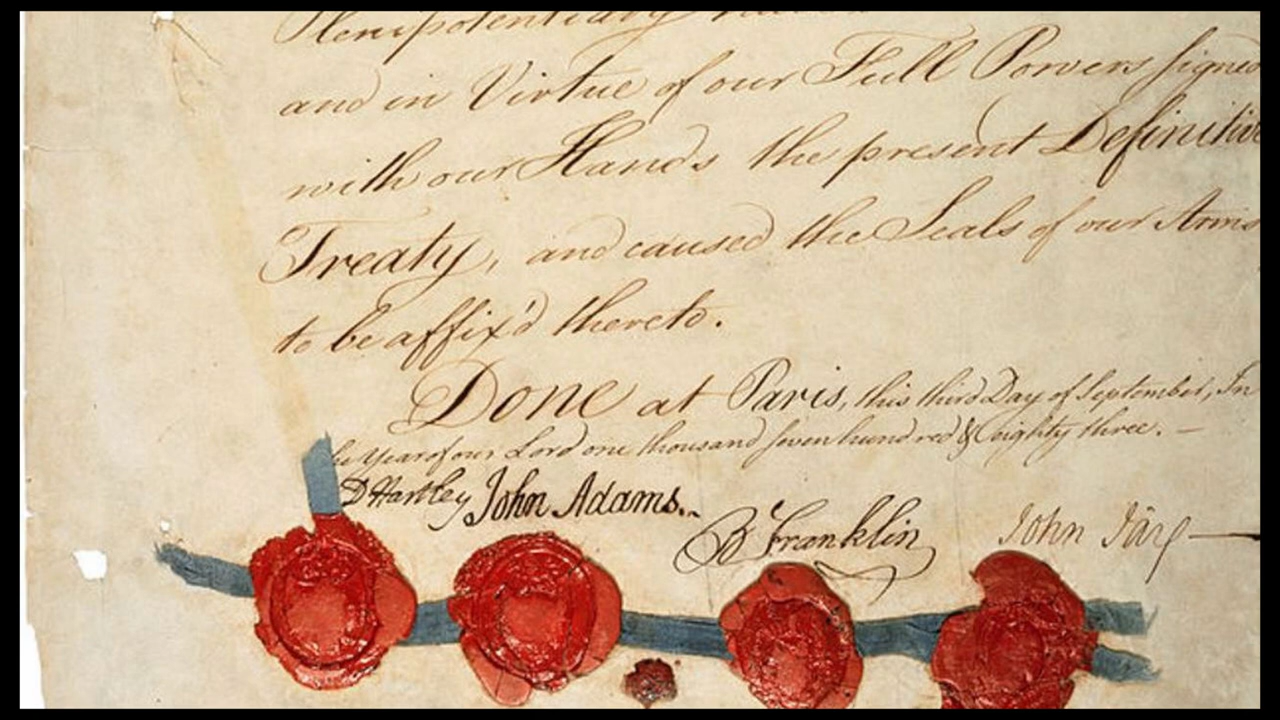 Plenipotentiary
and in Virtue of our Full Powers signed
with our Hands the present Definitive
Treaty, and caused the Seals of our Arms
to be affix'd thereto.
Done at Paris, this third Day of September, In
the Year of our Lord one thousand seven hundred & eighty three. —
D Hartley John Adams. B Franklin John Jay